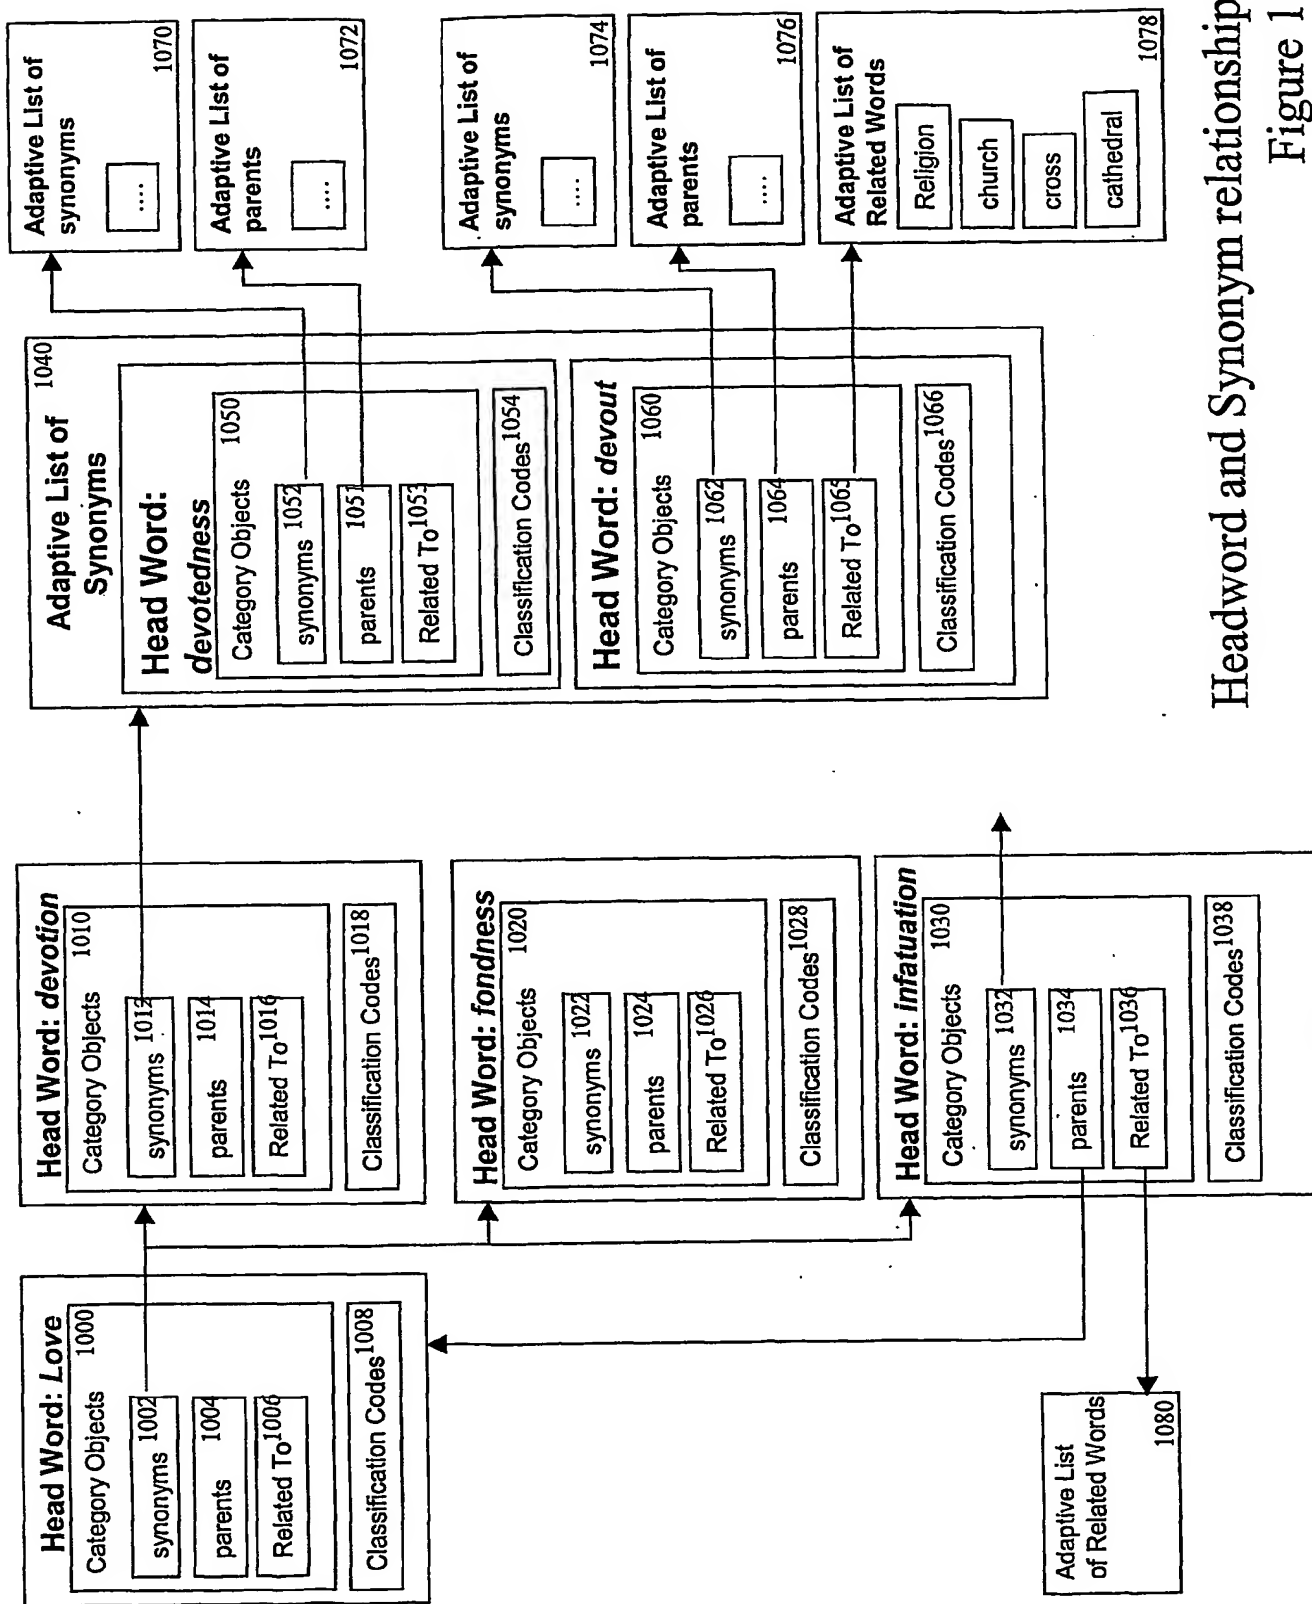 Head Word: Love
Category Objects
1000
synonyms 1002
parents 1004
Related To 1006
Classification Codes 1008
Head Word: devotion
Category Objects
1010
synonyms 1012
parents 1014
Related To 1016
Classification Codes 1018
Head Word: fondness
Category Objects
1020
synonyms 1022
parents 1024
Related To 1026
Classification Codes 1028
Head Word: infatuation
Category Objects
1030
synonyms 1032
parents 1034
Related To 1036
Classification Codes 1038
Adaptive List
of Related Words
1080
Adaptive List of
Synonyms
1040
Head Word:
devotedness
Category Objects
1050
synonyms 1052
parents 1051
Related To 1053
Classification Codes 1054
Head Word: devout
Category Objects
1060
synonyms 1062
parents 1064
Related To 1065
Classification Codes 1066
Adaptive List of
synonyms
....
1070
Adaptive List of
parents
....
1072
Adaptive List of
synonyms
....
1074
Adaptive List of
parents
....
1076
Adaptive List of
Related Words
Religion
church
cross
cathedral
1078
Headword and Synonym relationship
Figure 1